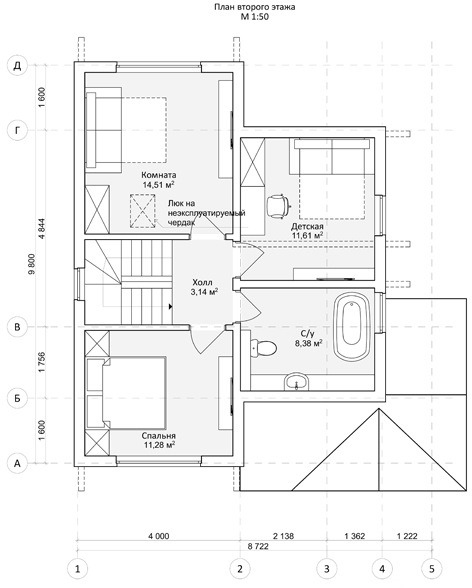 План второго этажа
М 1:50
Д
1 600
Г
Комната
14,51 м²
Люк на
неэксплуатируемый
чердак
Детская
11,61 м²
4 844
9 800
Холл
3,14 м²
В
С/у
8,38 м²
1 756
Б
Спальня
11,28 м²
1 600
А
4 000
2 138
1 362
1 222
8 722
1
2
3
4
5